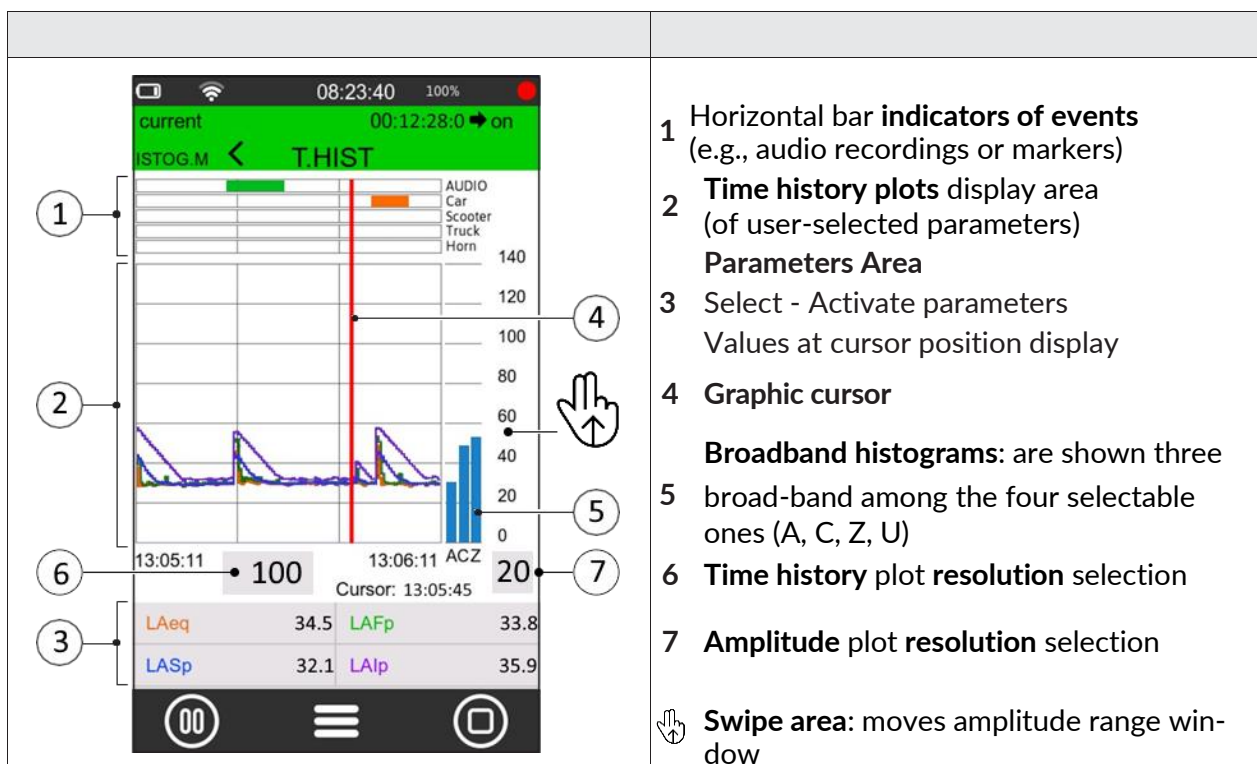 08:23:40 100%
current 00:12:28:0 → on
ISTOG.M < T.HIST
AUDIO
Car
Scooter
Truck
Horn
140
120
100
80
60
40
20
0
13:05:11 13:06:11 ACZ
100 20
Cursor: 13:05:45
LAeq 34.5 LAFp 33.8
LASp 32.1 LAIp 35.9
1
2
4
5
6
7
3
1 Horizontal bar indicators of events
(e.g., audio recordings or markers)
2 Time history plots display area
(of user-selected parameters)
Parameters Area
3 Select - Activate parameters
Values at cursor position display
4 Graphic cursor
Broadband histograms: are shown three
5 broad-band among the four selectable
ones (A, C, Z, U)
6 Time history plot resolution selection
7 Amplitude plot resolution selection
Swipe area: moves amplitude range win-
dow